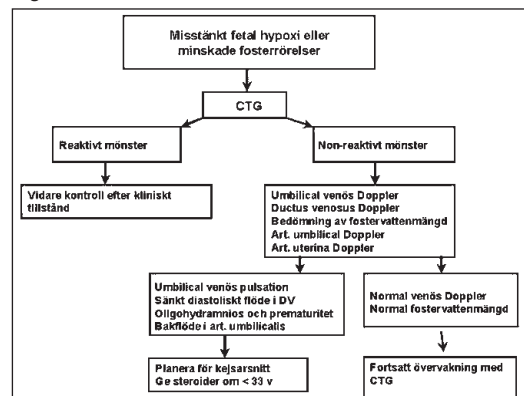 Misstänkt fetal hypoxi eller
minskade fosterrörelser
CTG
Reaktivt mönster
Non-reaktivt mönster
Vidare kontroll efter kliniskt
tillstånd
Umbilical venös Doppler
Ductus venosus Doppler
Bedömning av fostervattenmängd
Art. umbilical Doppler
Art. uterina Doppler
Umbilical venös pulsation
Sänkt diastoliskt flöde i DV
Oligohydramnios och prematuritet
Bakflöde i art. umbilicalis
Normal venös Doppler
Normal fostervattenmängd
Planera för kejsarsnitt
Ge steroider om < 33 v
Fortsatt övervakning med
CTG